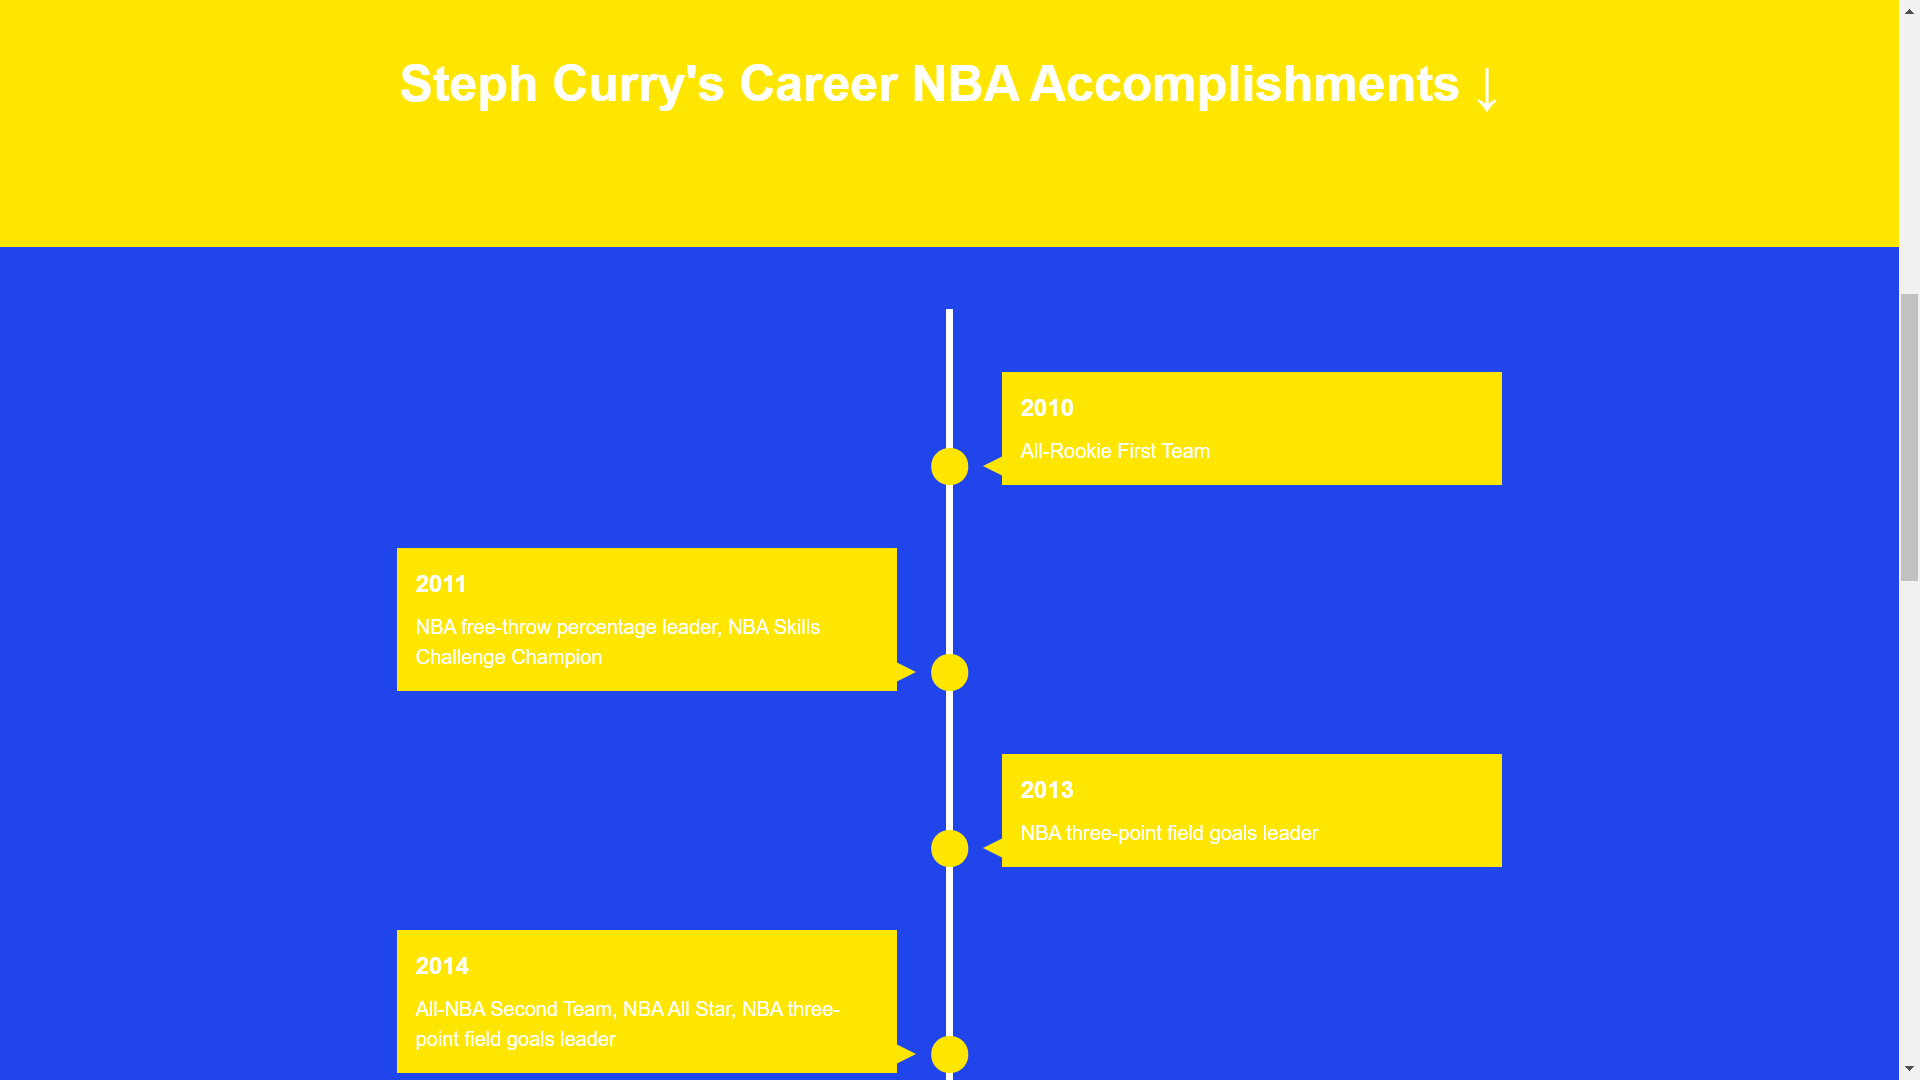 Steph Curry's Career NBA Accomplishments ↓
2010
All-Rookie First Team
2011
NBA free-throw percentage leader, NBA Skills
Challenge Champion
2013
NBA three-point field goals leader
2014
All-NBA Second Team, NBA All Star, NBA three-
point field goals leader